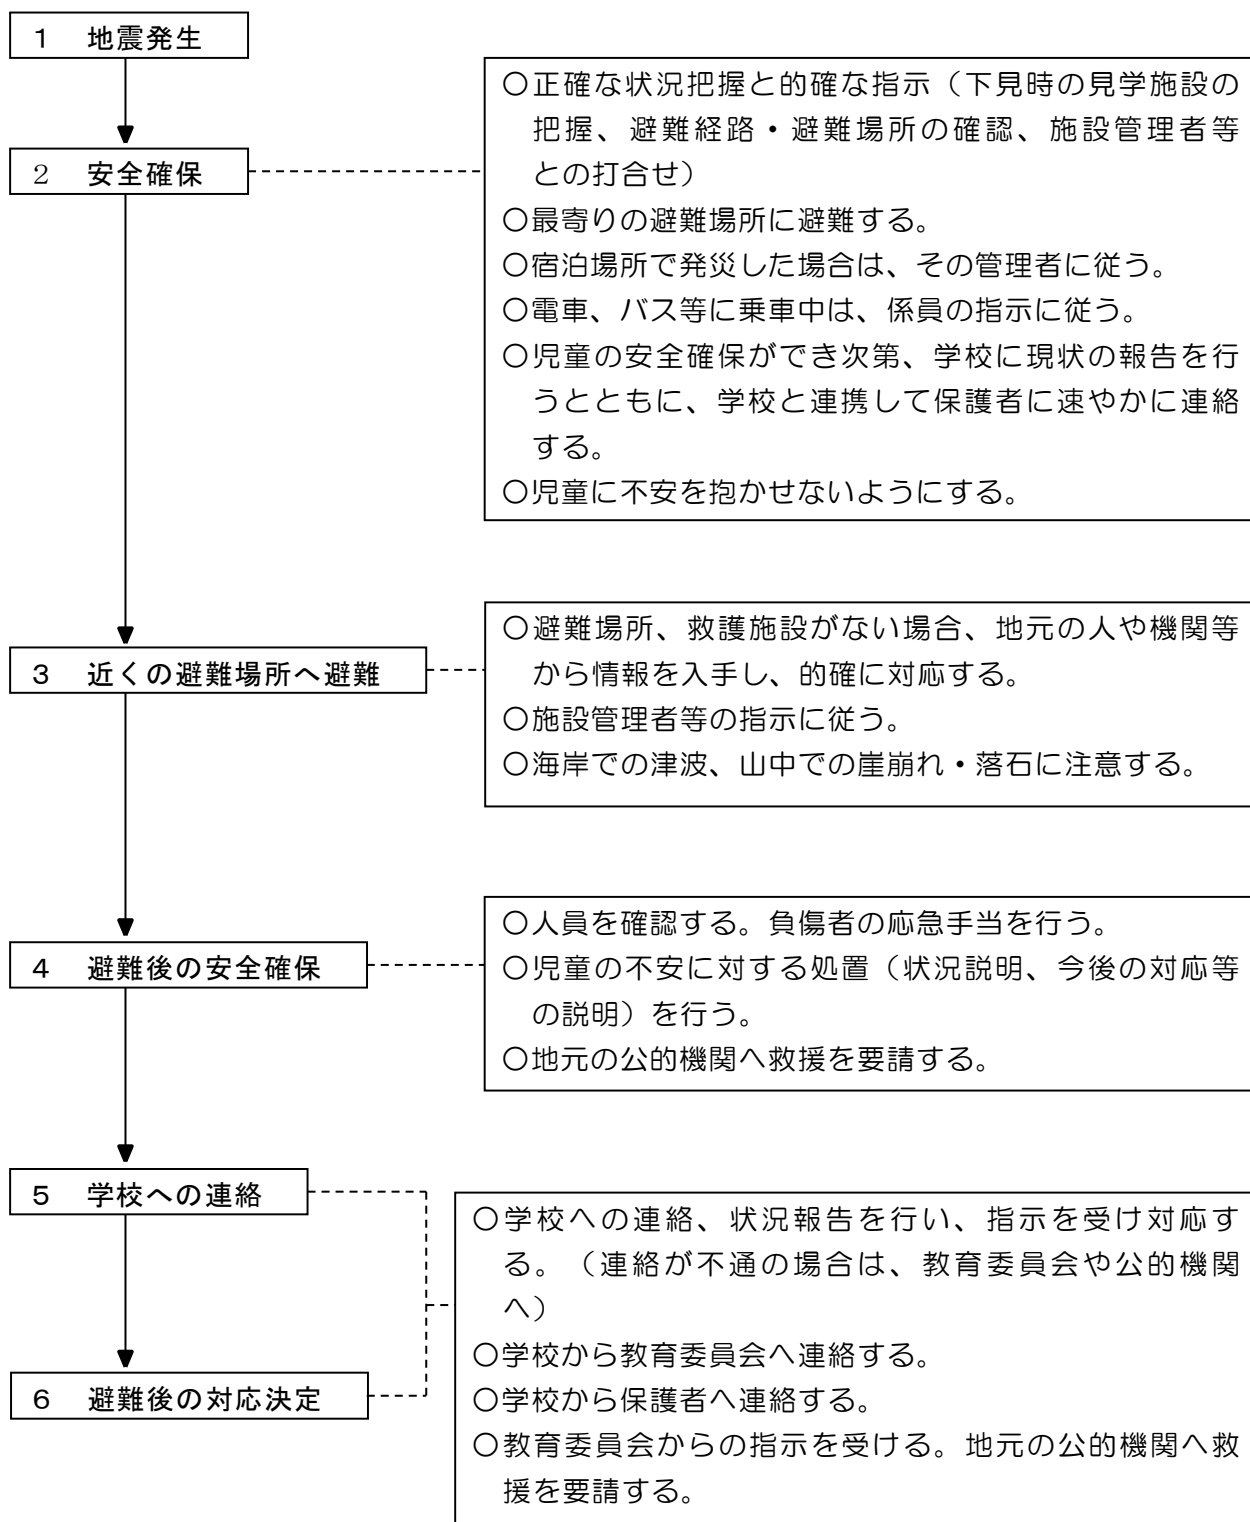 １　地震発生
２　安全確保
〇正確な状況把握と的確な指示（下見時の見学施設の
把握、避難経路・避難場所の確認、施設管理者等
との打合せ）
〇最寄りの避難場所に避難する。
〇宿泊場所で発災した場合は、その管理者に従う。
〇電車、バス等に乗車中は、係員の指示に従う。
〇児童の安全確保ができ次第、学校に現状の報告を行
うとともに、学校と連携して保護者に速やかに連絡
する。
〇児童に不安を抱かせないようにする。
３　近くの避難場所へ避難
〇避難場所、救護施設がない場合、地元の人や機関等
から情報を入手し、的確に対応する。
〇施設管理者等の指示に従う。
〇海岸での津波、山中での崖崩れ・落石に注意する。
４　避難後の安全確保
〇人員を確認する。負傷者の応急手当を行う。
〇児童の不安に対する処置（状況説明、今後の対応等
の説明）を行う。
〇地元の公的機関へ救援を要請する。
５　学校への連絡
６　避難後の対応決定
〇学校への連絡、状況報告を行い、指示を受け対応す
る。（連絡が不通の場合は、教育委員会や公的機関
へ）
〇学校から教育委員会へ連絡する。
〇学校から保護者へ連絡する。
〇教育委員会からの指示を受ける。地元の公的機関へ救
援を要請する。